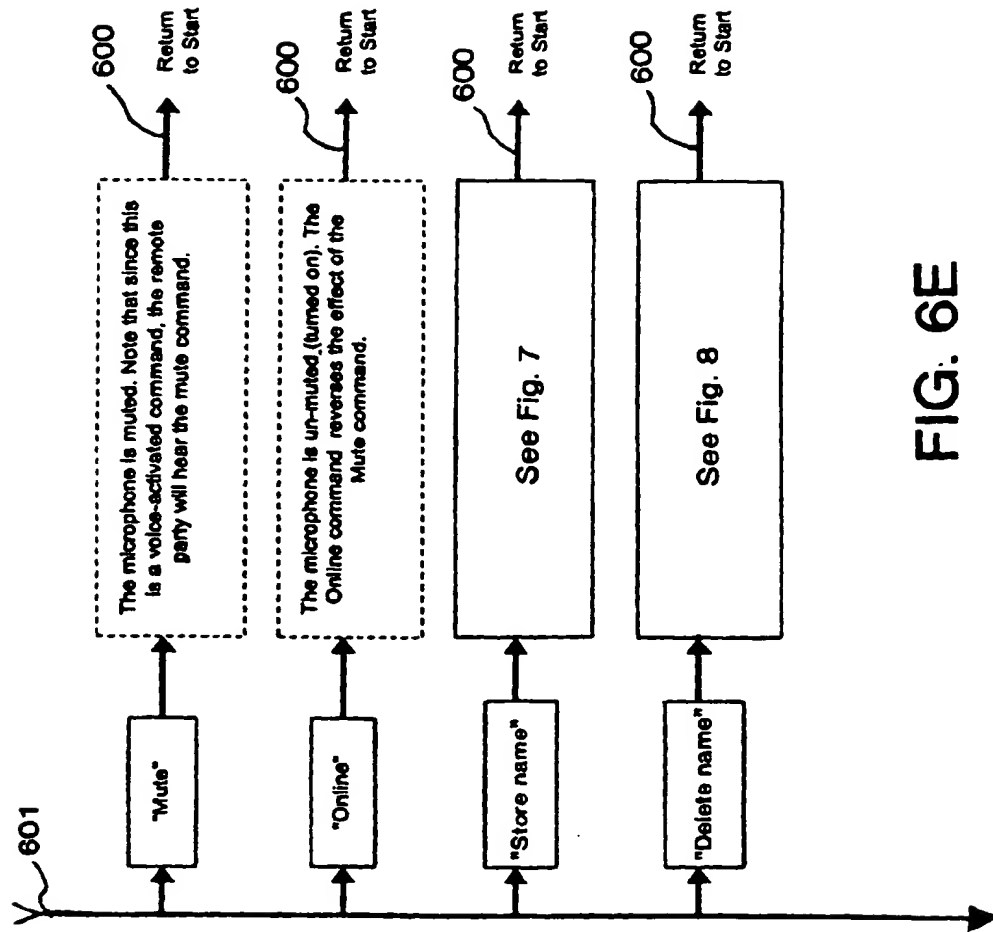 601
"Mute"
The microphone is muted. Note that since this
is a voice-activated command, the remote
party will hear the mute command.
600
Return
to Start
"Online"
The microphone is un-muted (turned on). The
Online command reverses the effect of the
Mute command.
600
Return
to Start
"Store name"
See Fig. 7
600
Return
to Start
"Delete name"
See Fig. 8
600
Return
to Start
FIG. 6E